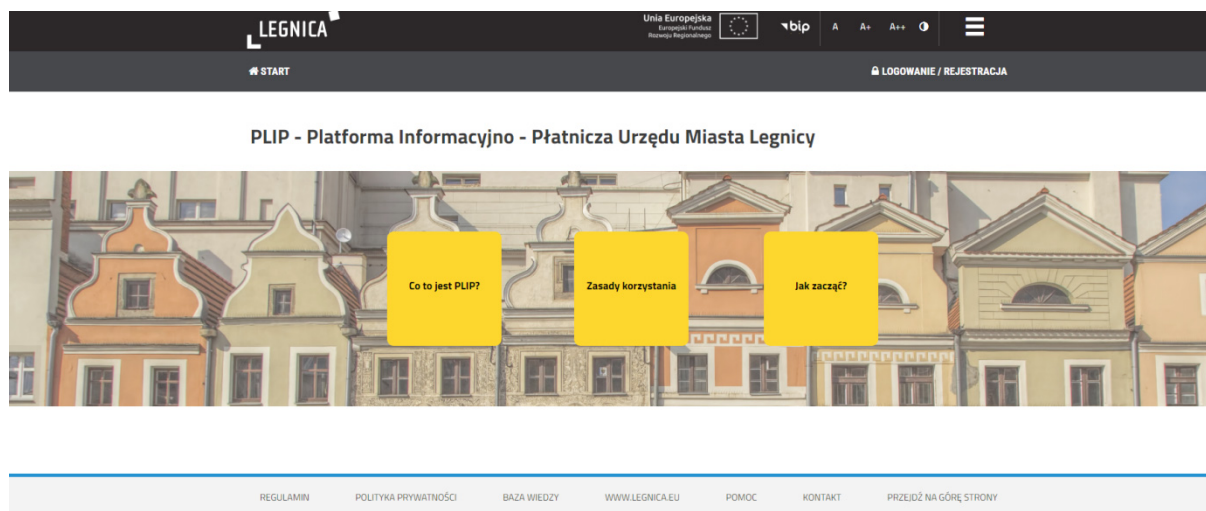 LEGNICA
Unia Europejska
Europejski Fundusz
Rozwoju Regionalnego
bip
A A+ A++
START
LOGOWANIE / REJESTRACJA
PLIP - Platforma Informacyjno - Płatnicza Urzędu Miasta Legnicy
Co to jest PLIP?
Zasady korzystania
Jak zacząć?
REGULAMIN POLITYKA PRYWATNOŚCI BAZA WIEDZY WWW.LEGNICA.EU POMOC KONTAKT PRZEJDŹ NA GÓRĘ STRONY